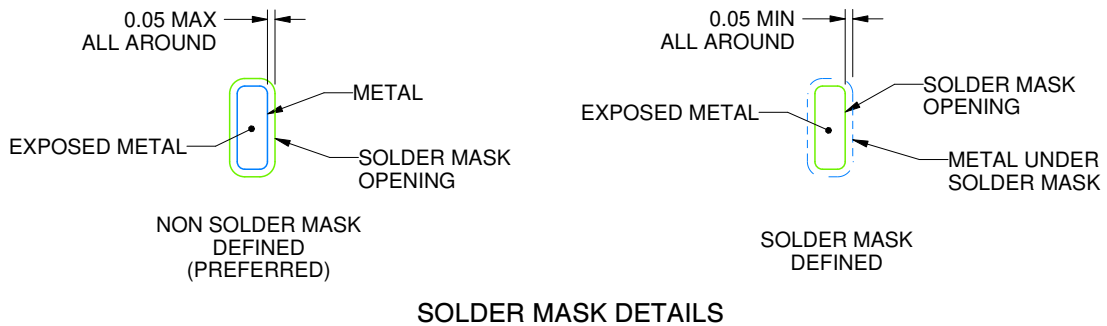 0.05 MAX
ALL AROUND
METAL
EXPOSED METAL
SOLDER MASK
OPENING
NON SOLDER MASK
DEFINED
(PREFERRED)
0.05 MIN
ALL AROUND
SOLDER MASK
OPENING
EXPOSED METAL
METAL UNDER
SOLDER MASK
SOLDER MASK
DEFINED
SOLDER MASK DETAILS